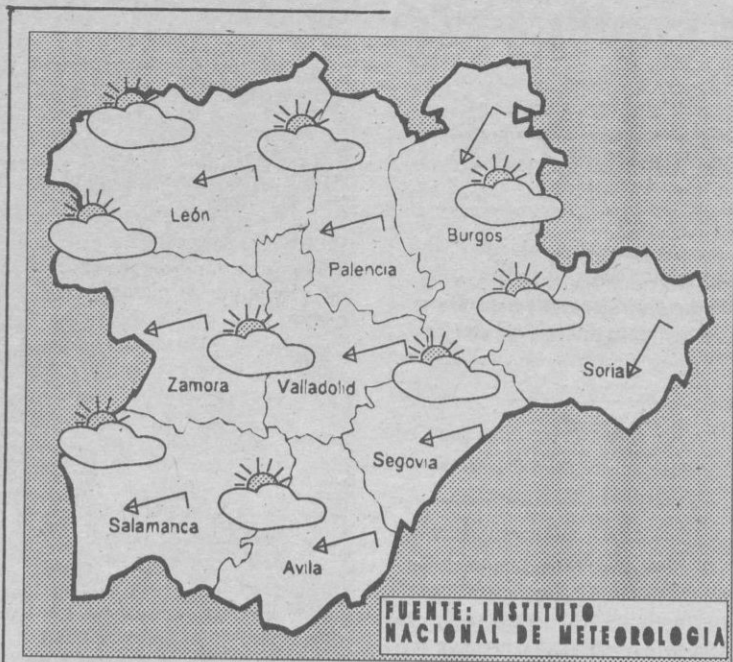 León
Burgos
Palencia
Soria
Zamora
Valladolid
Segovia
Salamanca
Avila
FUENTE: INSTITUTO
NACIONAL DE METEOROLOGIA